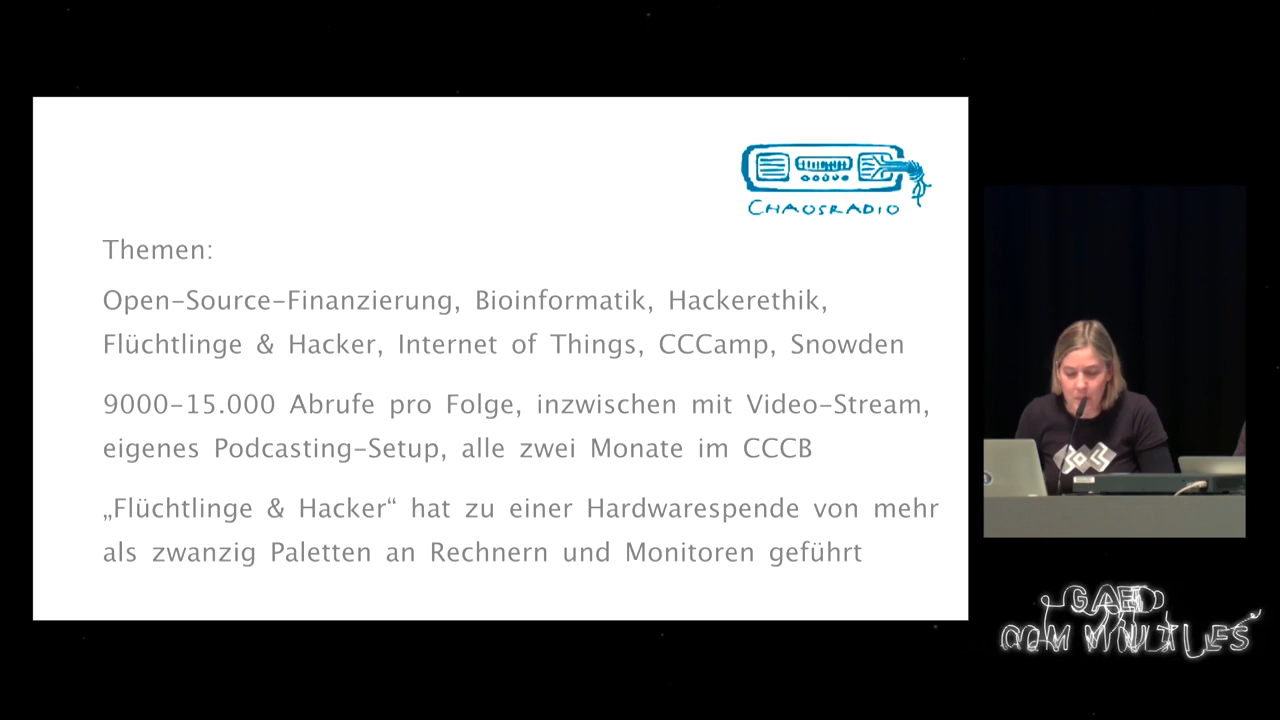 CHAOSRADIO
Themen:
Open-Source-Finanzierung, Bioinformatik, Hackerethik,
Flüchtlinge & Hacker, Internet of Things, CCCamp, Snowden
9000-15.000 Abrufe pro Folge, inzwischen mit Video-Stream,
eigenes Podcasting-Setup, alle zwei Monate im CCCB
„Flüchtlinge & Hacker“ hat zu einer Hardwarespende von mehr
als zwanzig Paletten an Rechnern und Monitoren geführt